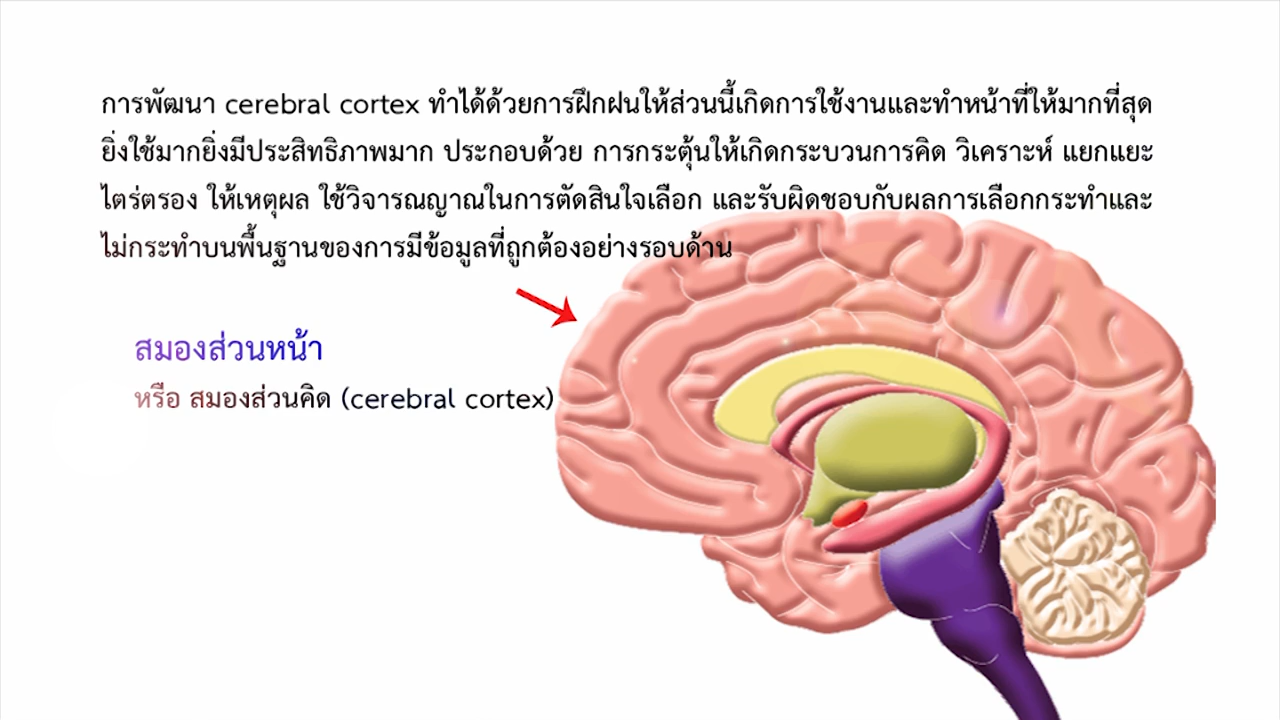 การพัฒนา cerebral cortex ทำได้ด้วยการฝึกฝนให้ส่วนนี้เกิดการใช้งานและทำหน้าที่ให้มากที่สุด
ยิ่งใช้มากยิ่งมีประสิทธิภาพมาก ประกอบด้วย การกระตุ้นให้เกิดกระบวนการคิด วิเคราะห์ แยกแยะ
ไตร่ตรอง ให้เหตุผล ใช้วิจารณญาณในการตัดสินใจเลือก และรับผิดชอบกับผลการเลือกกระทำและ
ไม่กระทำบนพื้นฐานของการมีข้อมูลที่ถูกต้องอย่างรอบด้าน
สมองส่วนหน้า
หรือ สมองส่วนคิด (cerebral cortex)